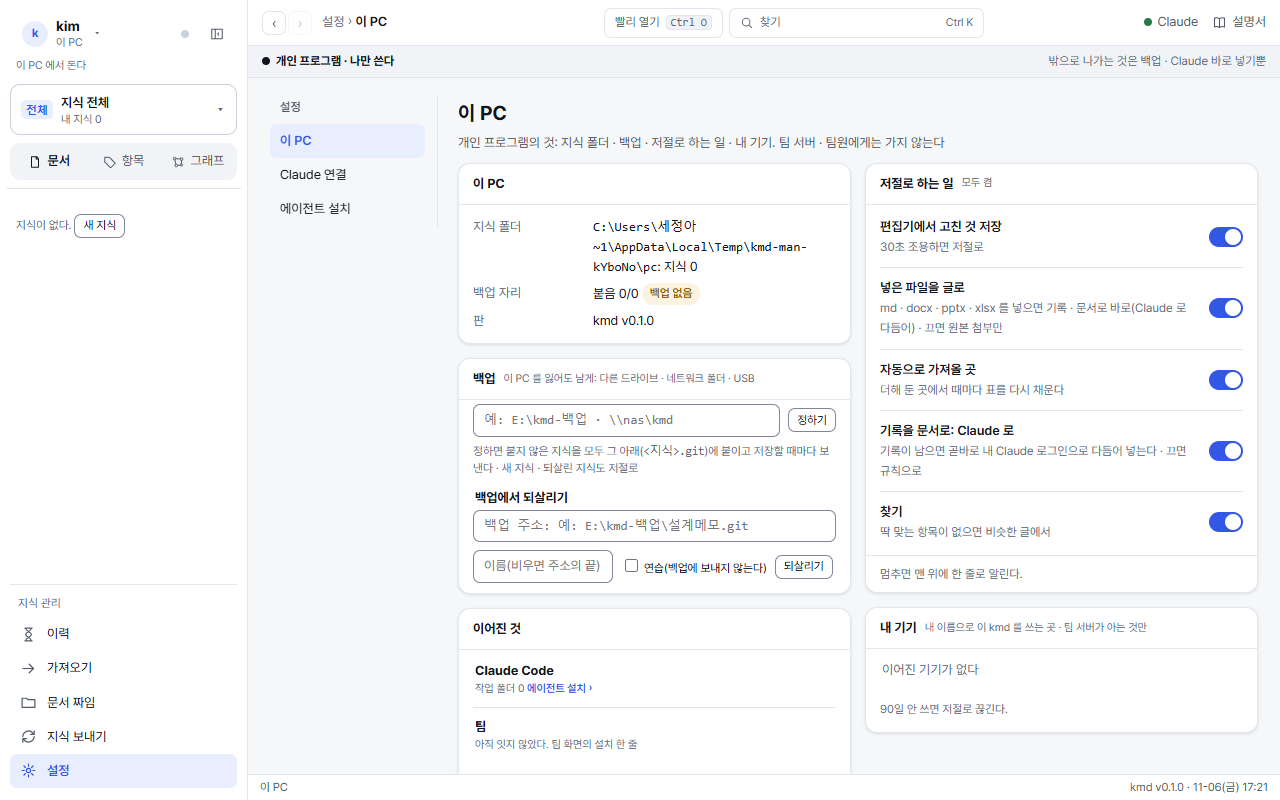 k
kim
이 PC
이 PC 에서 돈다
전체
지식 전체
내 지식 0
문서
항목
그래프
지식이 없다.
새 지식
지식 관리
이력
가져오기
문서 짜임
지식 보내기
설정
설정 › 이 PC
빨리 열기 Ctrl O
찾기
Ctrl K
Claude
설명서
개인 프로그램 · 나만 쓴다
밖으로 나가는 것은 백업 · Claude 바로 넣기뿐
설정
이 PC
Claude 연결
에이전트 설치
이 PC
개인 프로그램의 것: 지식 폴더 · 백업 · 저절로 하는 일 · 내 기기. 팀 서버 · 팀원에게는 가지 않는다
이 PC
지식 폴더
C:\Users\세정아
~1\AppData\Local\Temp\kmd-man-
kYboNo\pc: 지식 0
백업 자리
붙음 0/0 백업 없음
판
kmd v0.1.0
백업 이 PC 를 잃어도 남게: 다른 드라이브 · 네트워크 폴더 · USB
예: E:\kmd-백업 · \\nas\kmd
정하기
정하면 붙지 않은 지식을 모두 그 아래(<지식>.git)에 붙이고 저장할 때마다 보
낸다 · 새 지식 · 되살린 지식도 저절로
백업에서 되살리기
백업 주소: 예: E:\kmd-백업\설계메모.git
이름(비우면 주소의 끝)
연습(백업에 보내지 않는다)
되살리기
이어진 것
Claude Code
작업 폴더 0 에이전트 설치 ›
팀
아직 잇지 않았다. 팀 화면의 설치 한 줄
저절로 하는 일 모두 켬
편집기에서 고친 것 저장
30초 조용하면 저절로
넣은 파일을 글로
md · docx · pptx · xlsx 를 넣으면 기록 · 문서로 바로(Claude 로
다듬어) · 끄면 원본 첨부만
자동으로 가져올 곳
더해 둔 곳에서 때마다 표를 다시 채운다
기록을 문서로: Claude 로
기록이 남으면 곧바로 내 Claude 로그인으로 다듬어 넣는다 · 끄면
규칙으로
찾기
딱 맞는 항목이 없으면 비슷한 글에서
멈추면 맨 위에 한 줄로 알린다.
내 기기 내 이름으로 이 kmd 를 쓰는 곳 · 팀 서버가 아는 것만
이어진 기기가 없다
90일 안 쓰면 저절로 끊긴다.
이 PC
kmd v0.1.0 · 11-06(금) 17:21